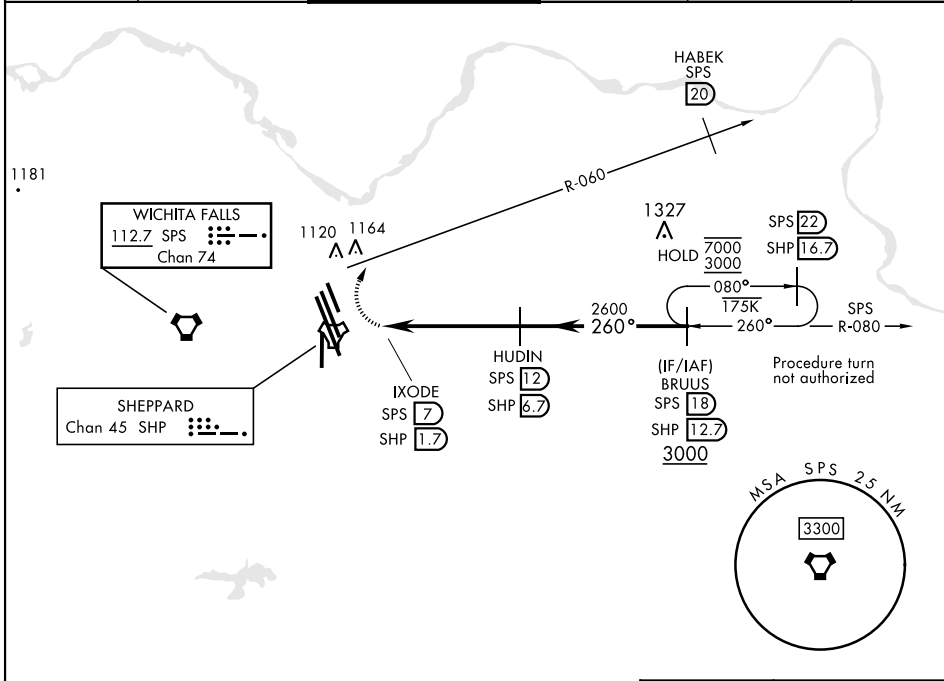 HABEK
SPS
20
R-060
1181
WICHITA FALLS
112.7 SPS
Chan 74
1120
1164
1327
HOLD 7000
3000
SPS 22
SHP 16.7
080°
175K
260°
SPS
R-080
2600
260°
HUDIN
SPS 12
SHP 6.7
(IF/IAF)
BRUUS
SPS 18
SHP 12.7
3000
Procedure turn
not authorized
IXODE
SPS 7
SHP 1.7
SHEPPARD
Chan 45 SHP
MSA SPS 25 NM
3300